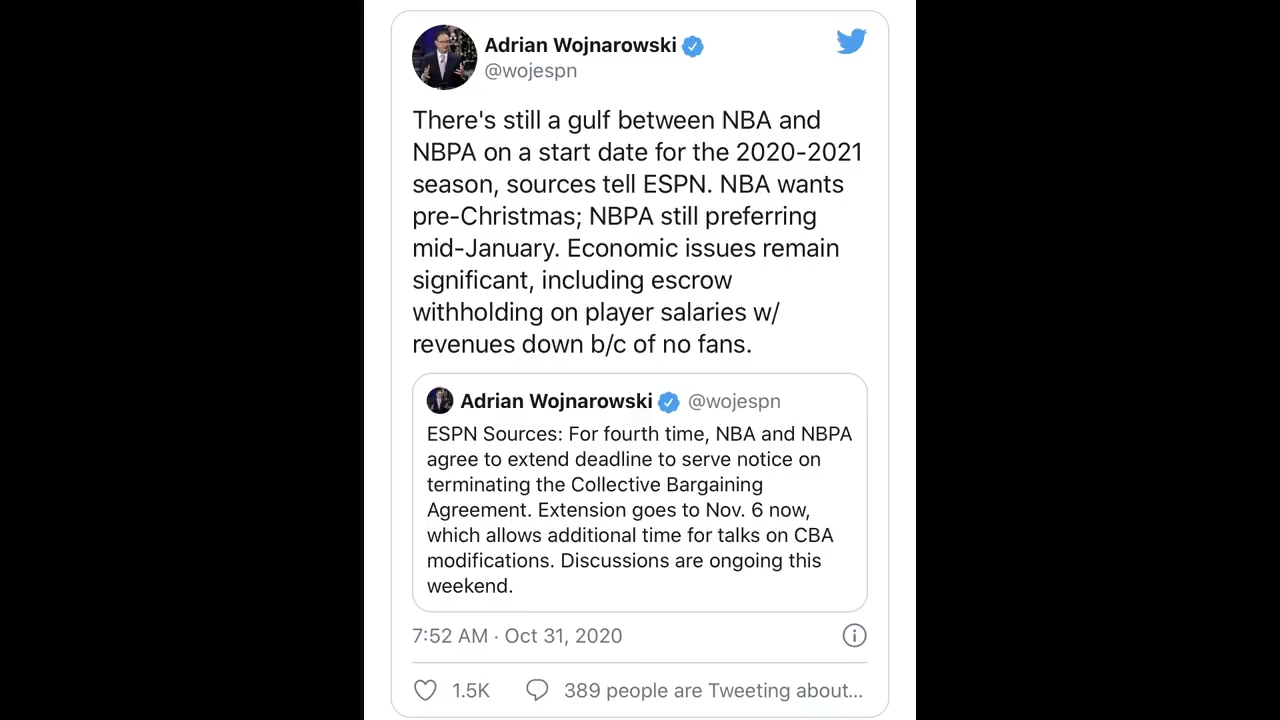 Adrian Wojnarowski
@wojespn
There's still a gulf between NBA and
NBPA on a start date for the 2020-2021
season, sources tell ESPN. NBA wants
pre-Christmas; NBPA still preferring
mid-January. Economic issues remain
significant, including escrow
withholding on player salaries w/
revenues down b/c of no fans.
Adrian Wojnarowski @wojespn
ESPN Sources: For fourth time, NBA and NBPA
agree to extend deadline to serve notice on
terminating the Collective Bargaining
Agreement. Extension goes to Nov. 6 now,
which allows additional time for talks on CBA
modifications. Discussions are ongoing this
weekend.
7:52 AM · Oct 31, 2020
1.5K 389 people are Tweeting about...